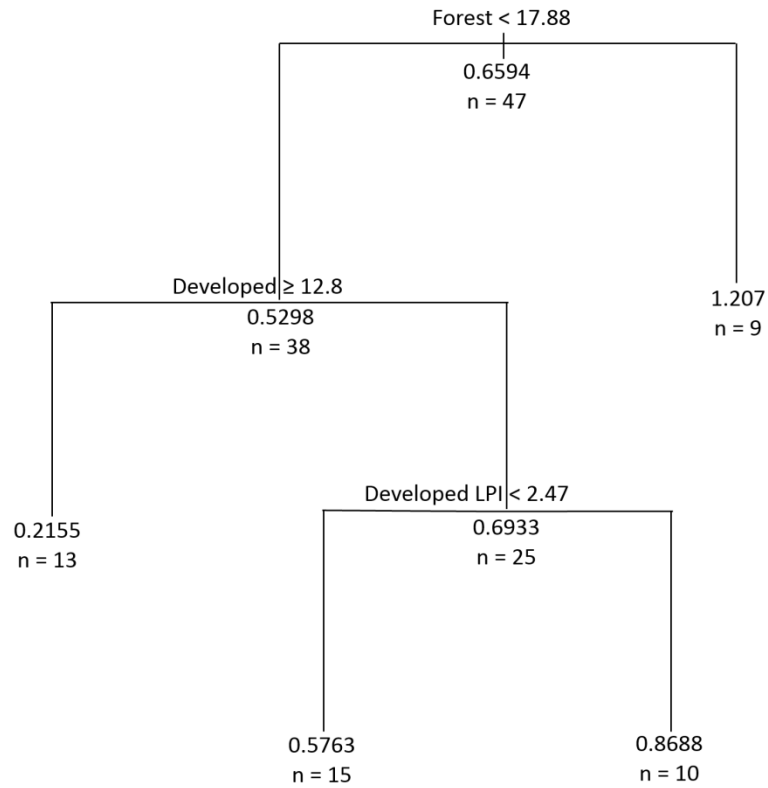 Forest < 17.88
0.6594
n = 47
Developed ≥ 12.8
0.5298
n = 38
1.207
n = 9
Developed LPI < 2.47
0.6933
n = 25
0.2155
n = 13
0.5763
n = 15
0.8688
n = 10